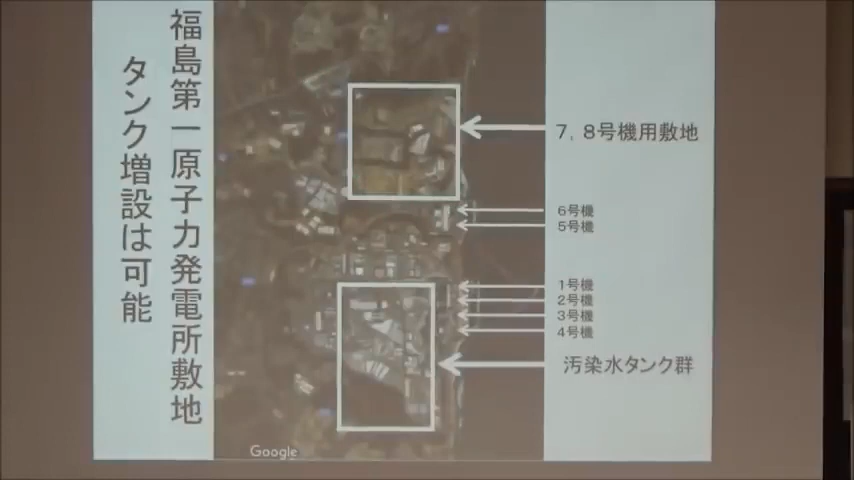 福島第一原子力発電所敷地
タンク増設は可能
7，8号機用敷地
6号機
5号機
1号機
2号機
3号機
4号機
汚染水タンク群
Google